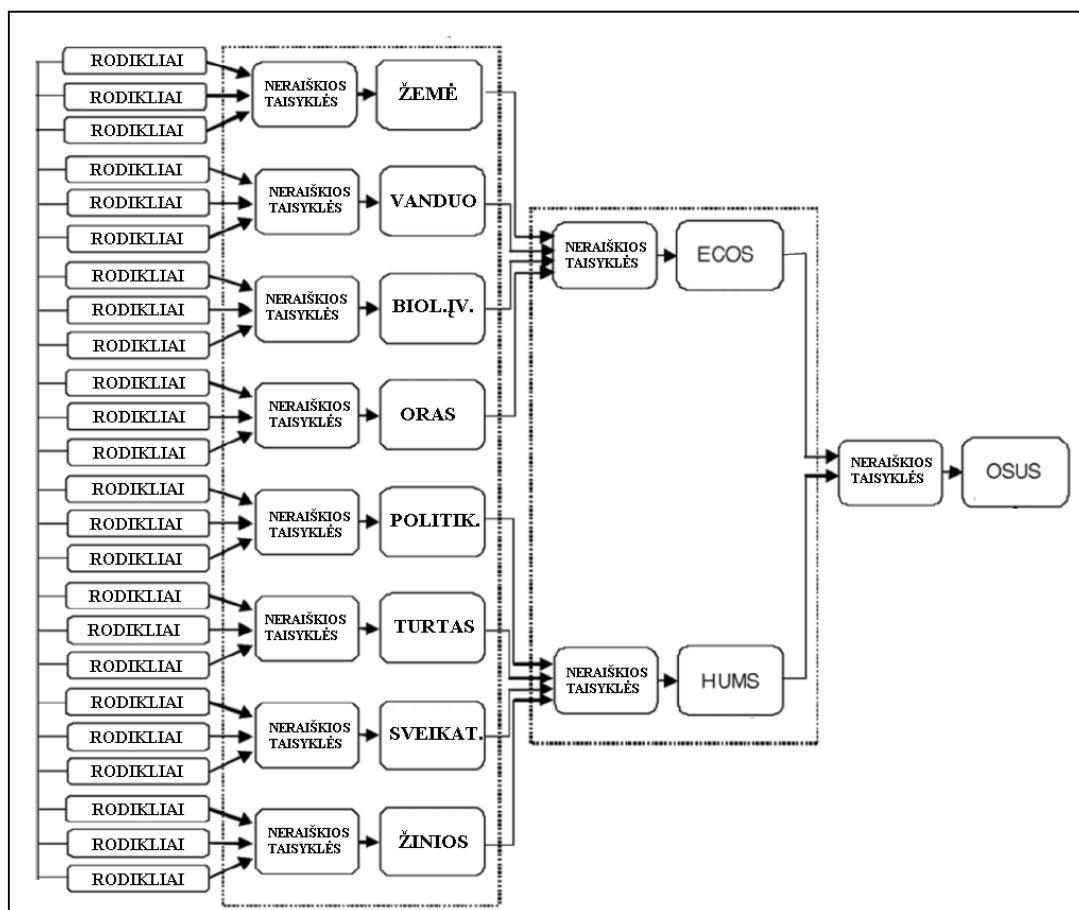 RODIKLIAI
RODIKLIAI
RODIKLIAI
NERAIŠKIOS
TAISYKLĖS
ŽEMĖ
RODIKLIAI
RODIKLIAI
RODIKLIAI
NERAIŠKIOS
TAISYKLĖS
VANDUO
RODIKLIAI
RODIKLIAI
RODIKLIAI
NERAIŠKIOS
TAISYKLĖS
BIOL.ĮV.
RODIKLIAI
RODIKLIAI
RODIKLIAI
NERAIŠKIOS
TAISYKLĖS
ORAS
RODIKLIAI
RODIKLIAI
RODIKLIAI
NERAIŠKIOS
TAISYKLĖS
POLITIK.
RODIKLIAI
RODIKLIAI
RODIKLIAI
NERAIŠKIOS
TAISYKLĖS
TURTAS
RODIKLIAI
RODIKLIAI
RODIKLIAI
NERAIŠKIOS
TAISYKLĖS
SVEIKAT.
RODIKLIAI
RODIKLIAI
RODIKLIAI
NERAIŠKIOS
TAISYKLĖS
ŽINIOS
NERAIŠKIOS
TAISYKLĖS
ECOS
NERAIŠKIOS
TAISYKLĖS
HUMS
NERAIŠKIOS
TAISYKLĖS
OSUS